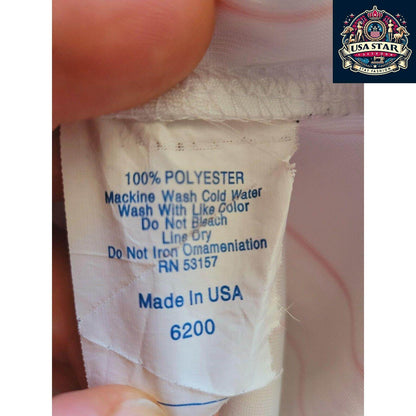 USA STAR
100% POLYESTER
Mackine Wash Cold Water
Wash With Like Color
Do Not Bleach
Line Dry
Do Not Iron Omameniation
RN 53157
Made In USA
6200